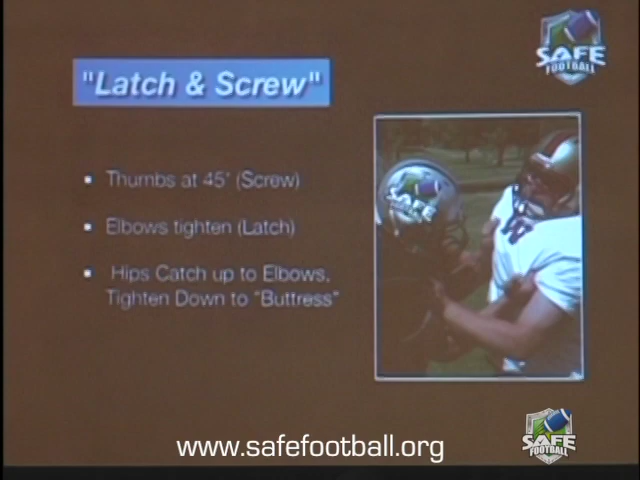 SAFE
FOOTBALL
"Latch & Screw"
Thumbs at 45° (Screw)
Elbows tighten (Latch)
Hips Catch up to Elbows,
Tighten Down to "Buttress"
SAFE
SAFE
FOOTBALL
www.safefootball.org